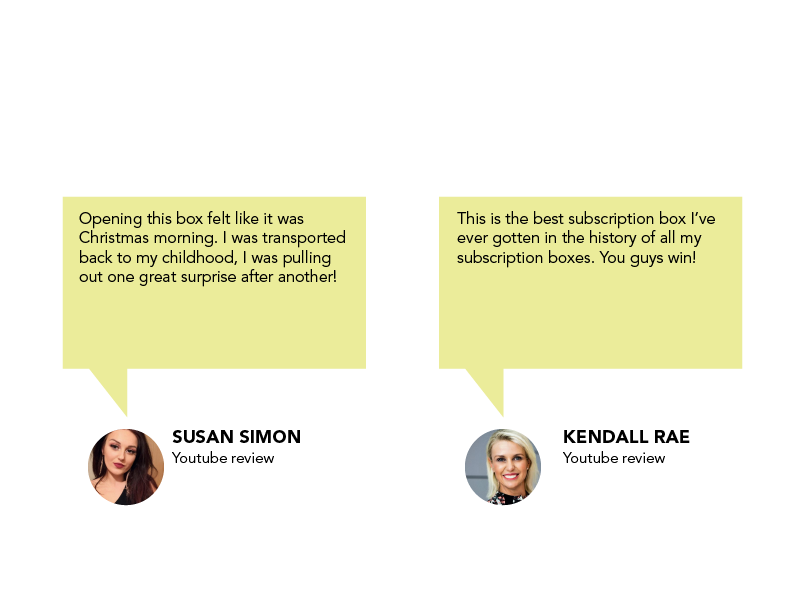 Opening this box felt like it was
Christmas morning. I was transported
back to my childhood, I was pulling
out one great surprise after another!
SUSAN SIMON
Youtube review
This is the best subscription box I’ve
ever gotten in the history of all my
subscription boxes. You guys win!
KENDALL RAE
Youtube review